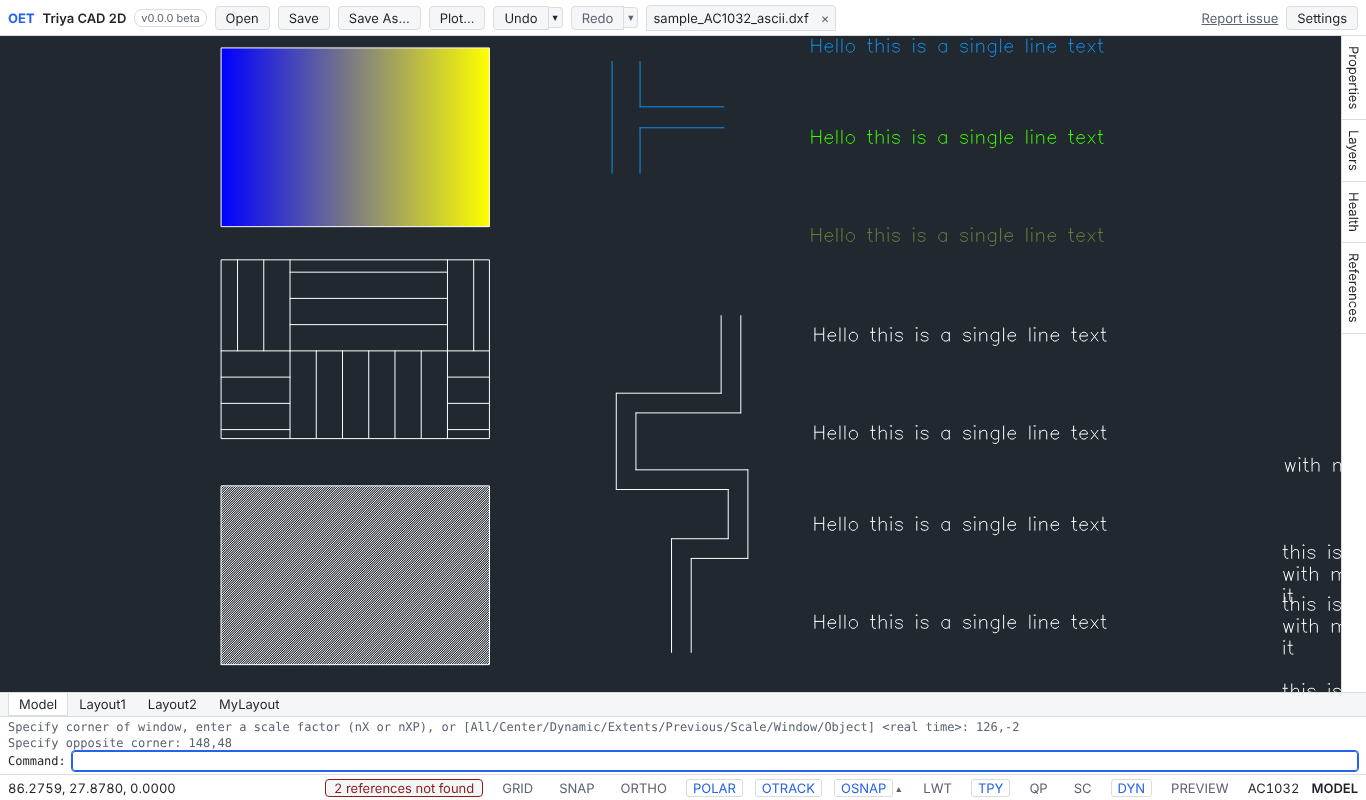 OET Triya CAD 2D v0.0.0 beta Open Save Save As... Plot... Undo ▾ Redo ▾ sample_AC1032_ascii.dxf × Report issue Settings
Hello this is a single line text
Hello this is a single line text
Hello this is a single line text
Hello this is a single line text
Hello this is a single line text
Hello this is a single line text
Hello this is a single line text
with
this is
with
it
this is
with
it
this is
Properties
Layers
Health
References
Model Layout1 Layout2 MyLayout
Specify corner of window, enter a scale factor (nX or nXP), or [All/Center/Dynamic/Extents/Previous/Scale/Window/Object] <real time>: 126,-2
Specify opposite corner: 148,48
Command:
86.2759, 27.8780, 0.0000 2 references not found GRID SNAP ORTHO POLAR OTRACK OSNAP ▴ LWT TPY QP SC DYN PREVIEW AC1032 MODEL